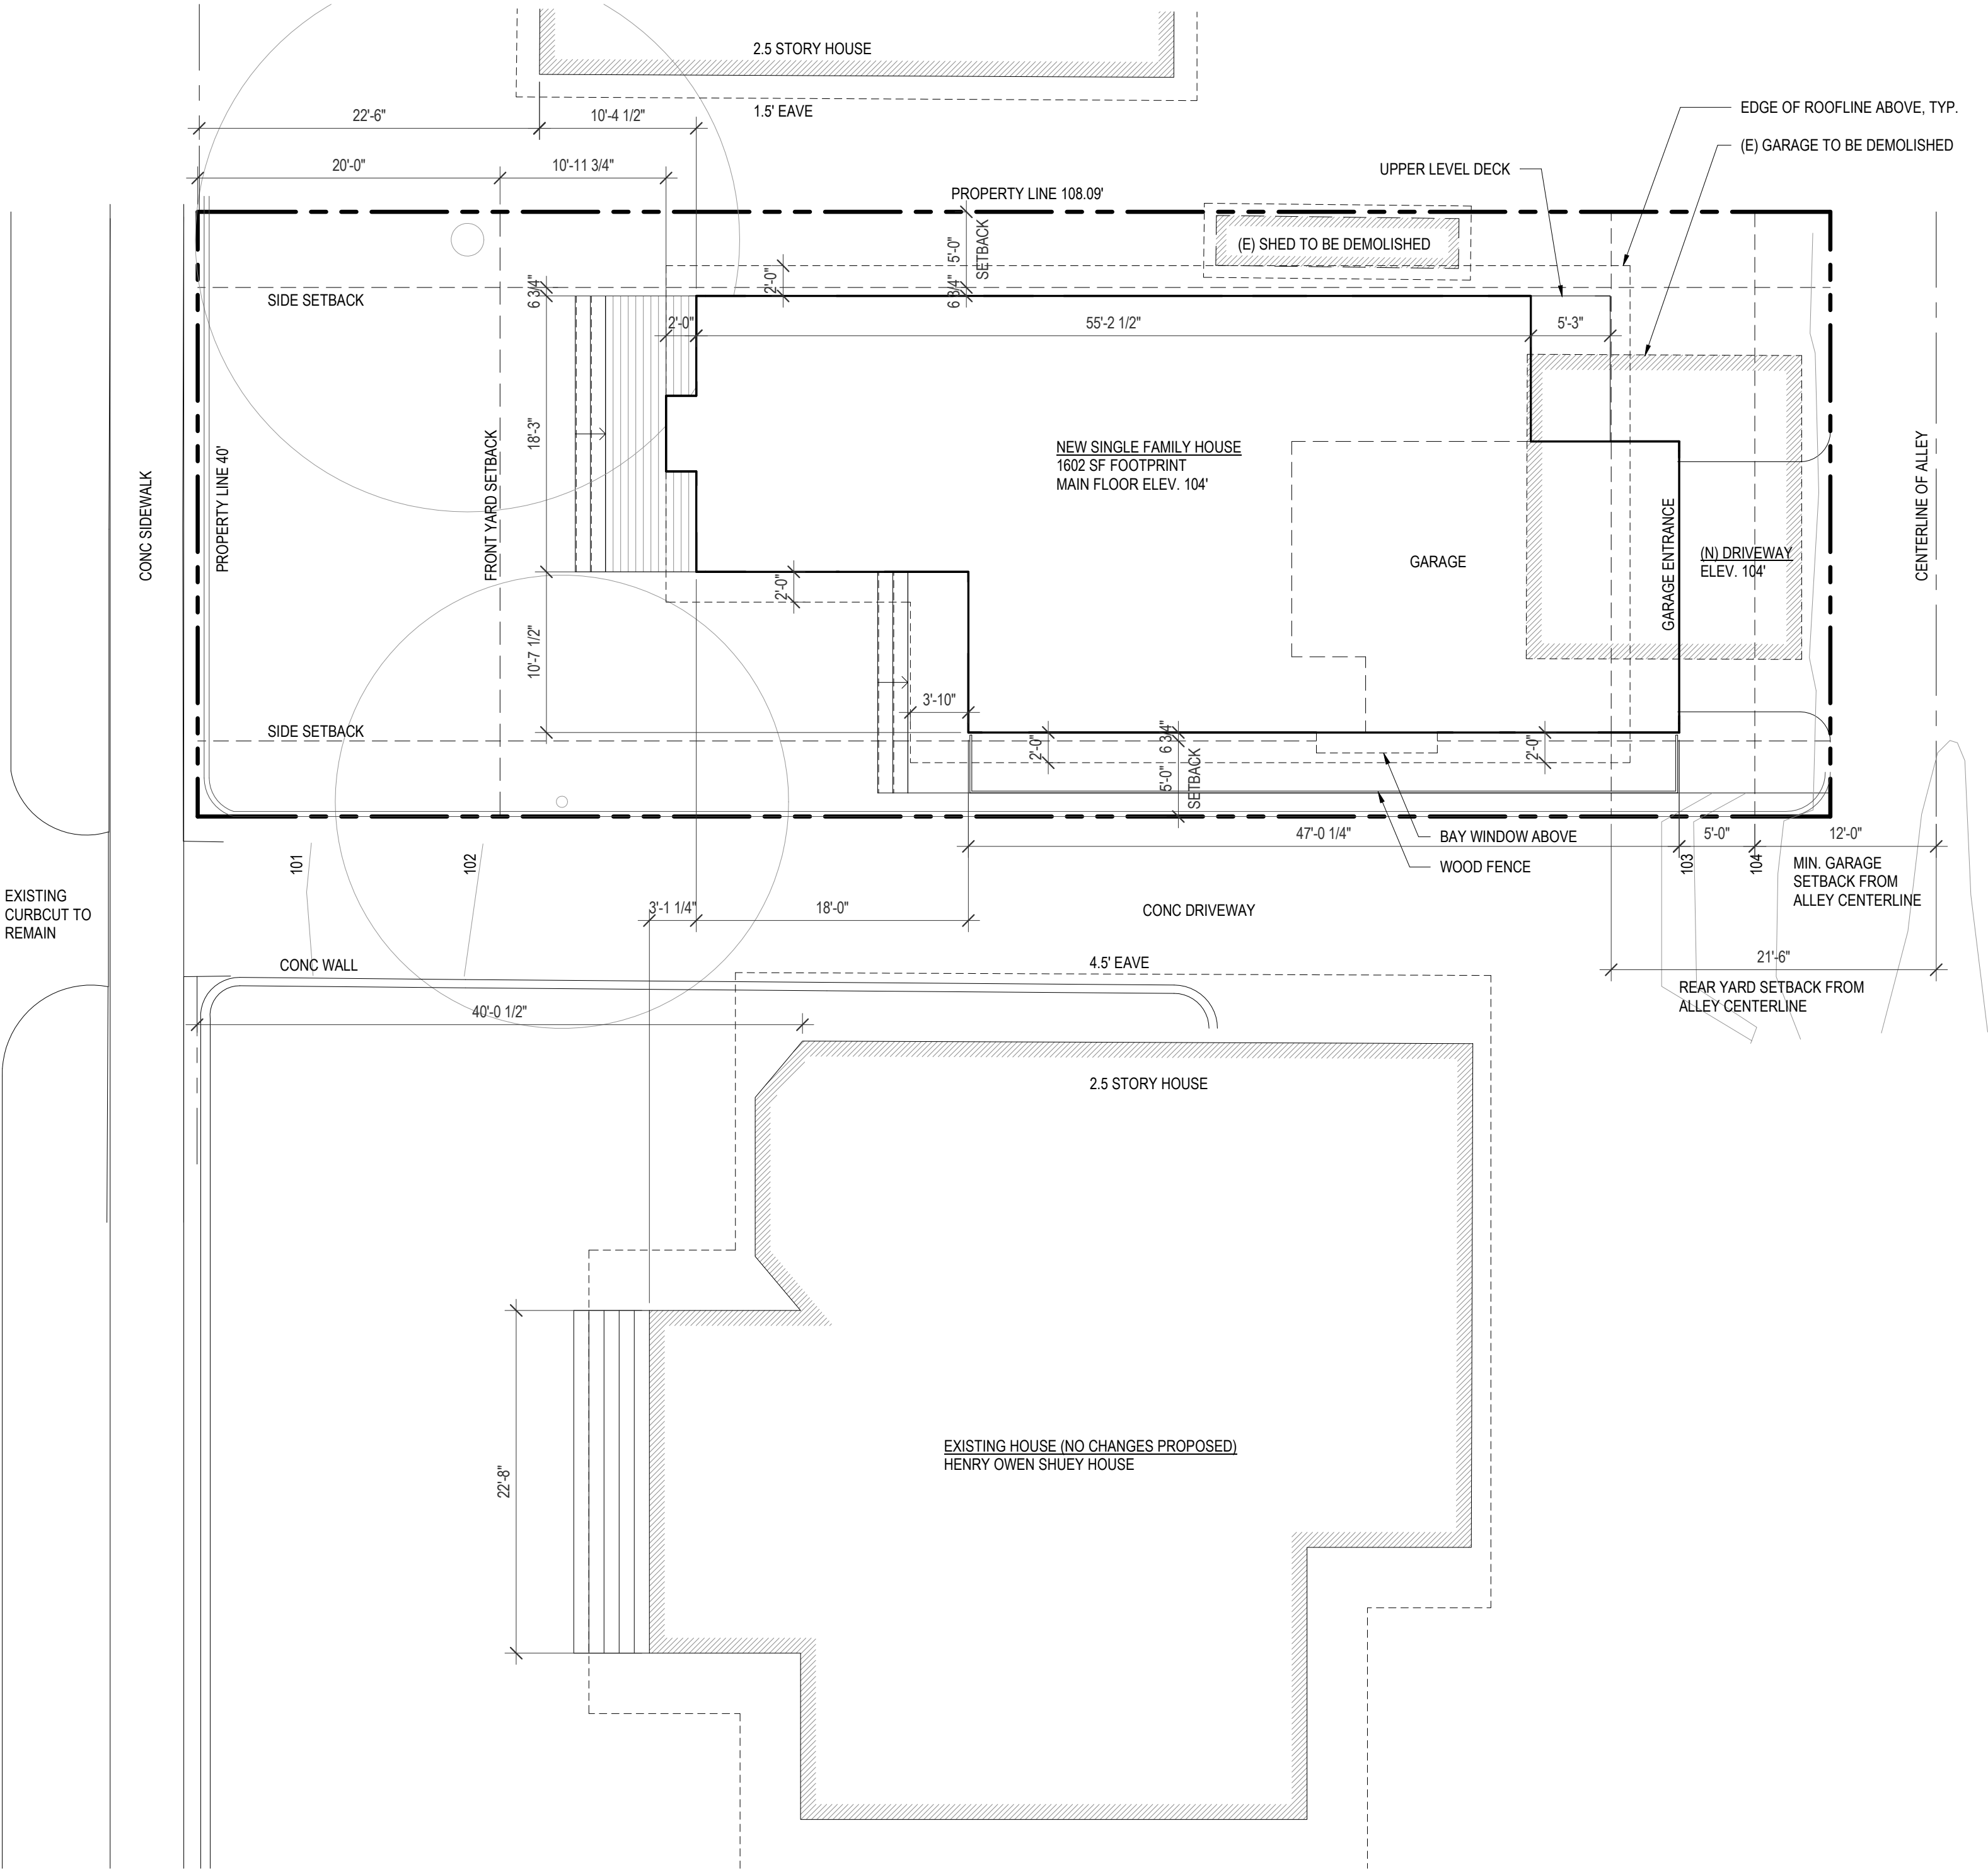 2.5 STORY HOUSE
1.5' EAVE
EDGE OF ROOFLINE ABOVE, TYP.
22'-6"
10'-4 1/2"
(E) GARAGE TO BE DEMOLISHED
20'-0"
10'-11 3/4"
UPPER LEVEL DECK
PROPERTY LINE 108.09'
5'-0"
SETBACK
6 3/4"
(E) SHED TO BE DEMOLISHED
2'-0"
6 3/4"
SIDE SETBACK
2'-0"
55'-2 1/2"
5'-3"
18'-3"
NEW SINGLE FAMILY HOUSE
1602 SF FOOTPRINT
MAIN FLOOR ELEV. 104'
CONC SIDEWALK
PROPERTY LINE 40'
FRONT YARD SETBACK
GARAGE
GARAGE ENTRANCE
(N) DRIVEWAY
ELEV. 104'
CENTERLINE OF ALLEY
2'-0"
10'-7 1/2"
3'-10"
SIDE SETBACK
2'-0"
6 3/4"
5'-0"
SETBACK
2'-0"
47'-0 1/4"
BAY WINDOW ABOVE
WOOD FENCE
5'-0"
12'-0"
101
102
103
104
MIN. GARAGE
SETBACK FROM
ALLEY CENTERLINE
EXISTING
CURBCUT TO
REMAIN
3'-1 1/4"
18'-0"
CONC DRIVEWAY
CONC WALL
4.5' EAVE
21'-6"
REAR YARD SETBACK FROM
ALLEY CENTERLINE
40'-0 1/2"
2.5 STORY HOUSE
22'-8"
EXISTING HOUSE (NO CHANGES PROPOSED)
HENRY OWEN SHUEY HOUSE